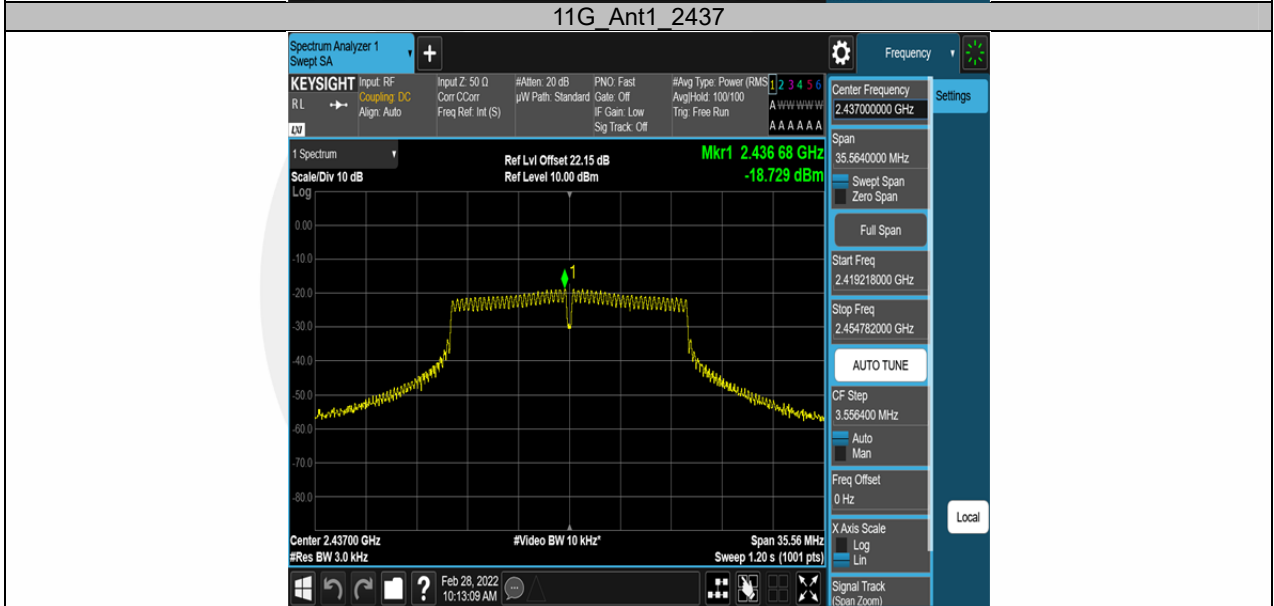 11G_Ant1_2437
Spectrum Analyzer 1
Swept SA
Frequency
KEYSIGHT
RL
LXI
Input: RF
Coupling: DC
Align: Auto
Input Z: 50 Ω
Corr CCorr
Freq Ref: Int (S)
#Atten: 20 dB
µW Path: Standard
PNO: Fast
Gate: Off
IF Gain: Low
Sig Track: Off
#Avg Type: Power (RMS
Avg|Hold: 100/100
Trig: Free Run
1 2 3 4 5 6
A W W W W W
A A A A A A
1 Spectrum
Scale/Div 10 dB
Log
Ref Lvl Offset 22.15 dB
Ref Level 10.00 dBm
Mkr1 2.436 68 GHz
-18.729 dBm
0.00
-10.0
-20.0
-30.0
-40.0
-50.0
-60.0
-70.0
-80.0
1
Center 2.43700 GHz
#Res BW 3.0 kHz
#Video BW 10 kHz*
Span 35.56 MHz
Sweep 1.20 s (1001 pts)
Center Frequency
2.437000000 GHz
Settings
Span
35.5640000 MHz
Swept Span
Zero Span
Full Span
Start Freq
2.419218000 GHz
Stop Freq
2.454782000 GHz
AUTO TUNE
CF Step
3.556400 MHz
Auto
Man
Freq Offset
0 Hz
X Axis Scale
Log
Lin
Local
Signal Track
(Span Zoom)
?
Feb 28, 2022
10:13:09 AM